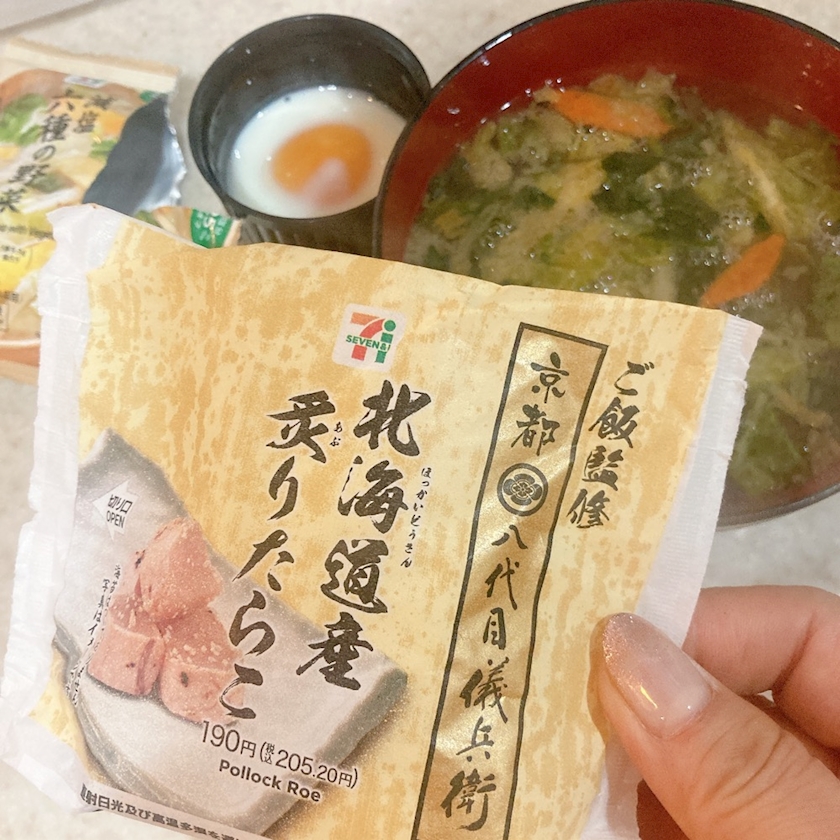 ご飯監修
京都 八代目儀兵衛
SEVEN&i
北海道産
ほっかいどうさん
炙りたらこ
あぶ
切り口
OPEN
190円(税込205.20円)
Pollock Roe
六種の野菜